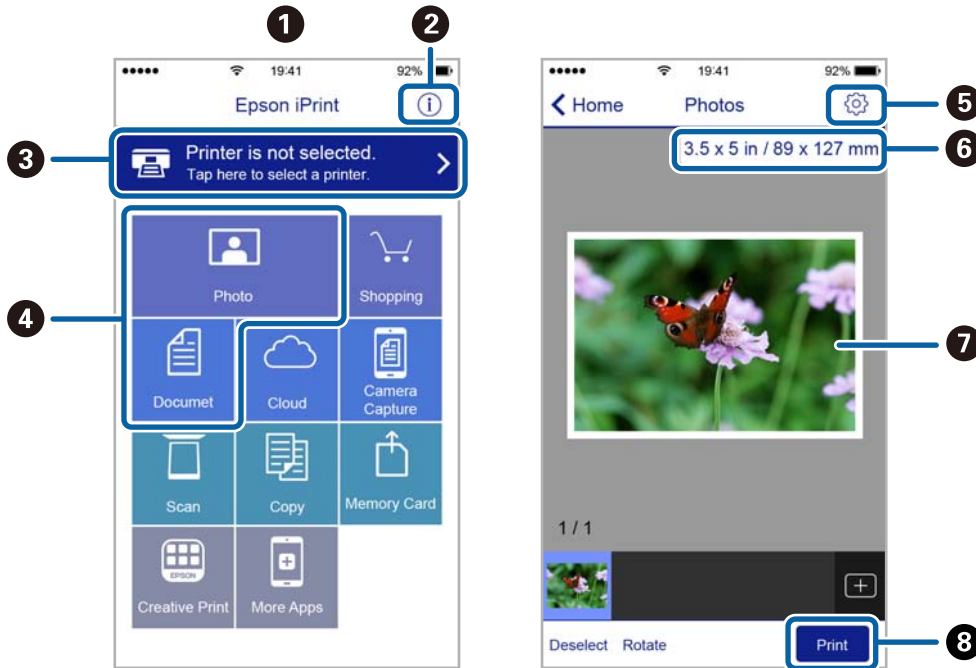 1
2
19:41
92%
Epson iPrint
3
Printer is not selected.
Tap here to select a printer.
4
Photo
Shopping
Documet
Cloud
Camera
Capture
Scan
Copy
Memory Card
EPSON
Creative Print
More Apps
19:41
92%
Home
Photos
5
3.5 x 5 in / 89 x 127 mm
6
7
1 / 1
Deselect
Rotate
Print
8